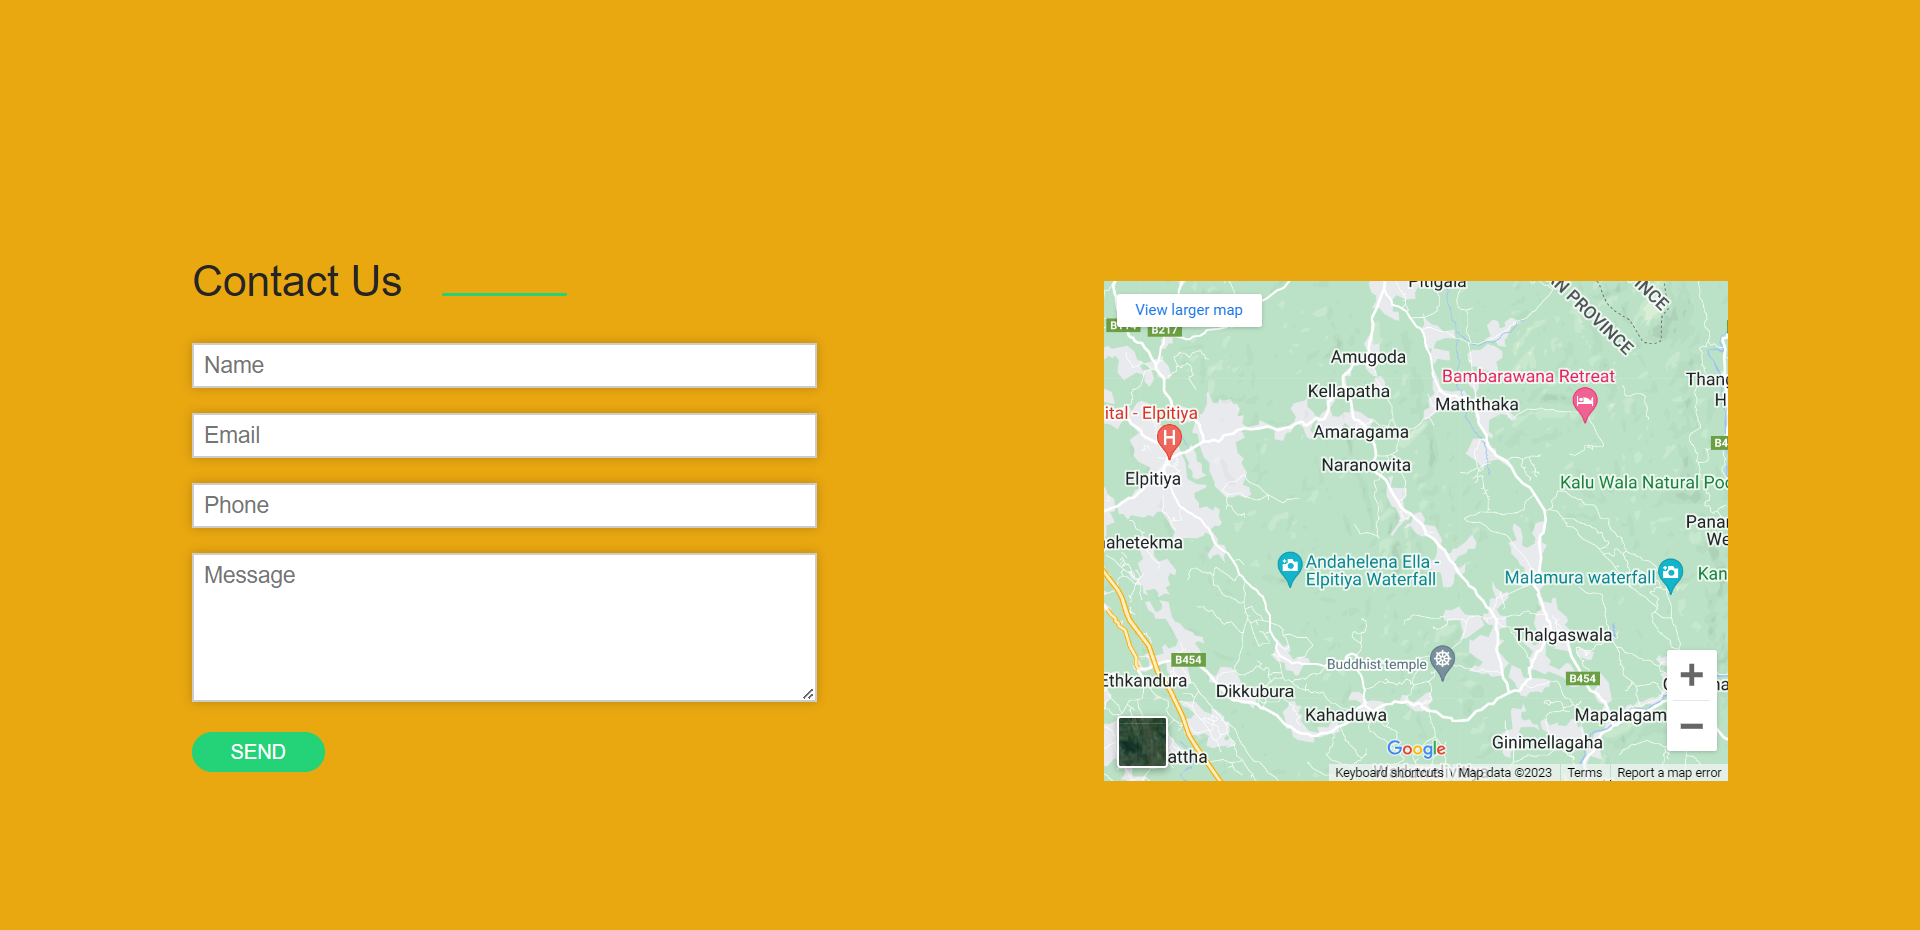 Contact Us
Name
Email
Phone
Message
SEND
View larger map
Pitigala
N PROVINCE
INCE
B217
Amugoda
Bambarawana Retreat
Kellapatha
Maththaka
Thang
H
ital - Elpitiya
H
Amaragama
B4
Naranowita
Elpitiya
Kalu Wala Natural Poo
Panan
We
ahetekma
Andahelena Ella -
Elpitiya Waterfall
Malamura waterfall
Kan
Thalgaswala
B454
Buddhist temple
Ethkandura
Dikkubura
B454
Kahaduwa
Mapalagam
Ginimellagaha
attha
Google
Keyboard shortcuts
Map data ©2023
Terms
Report a map error